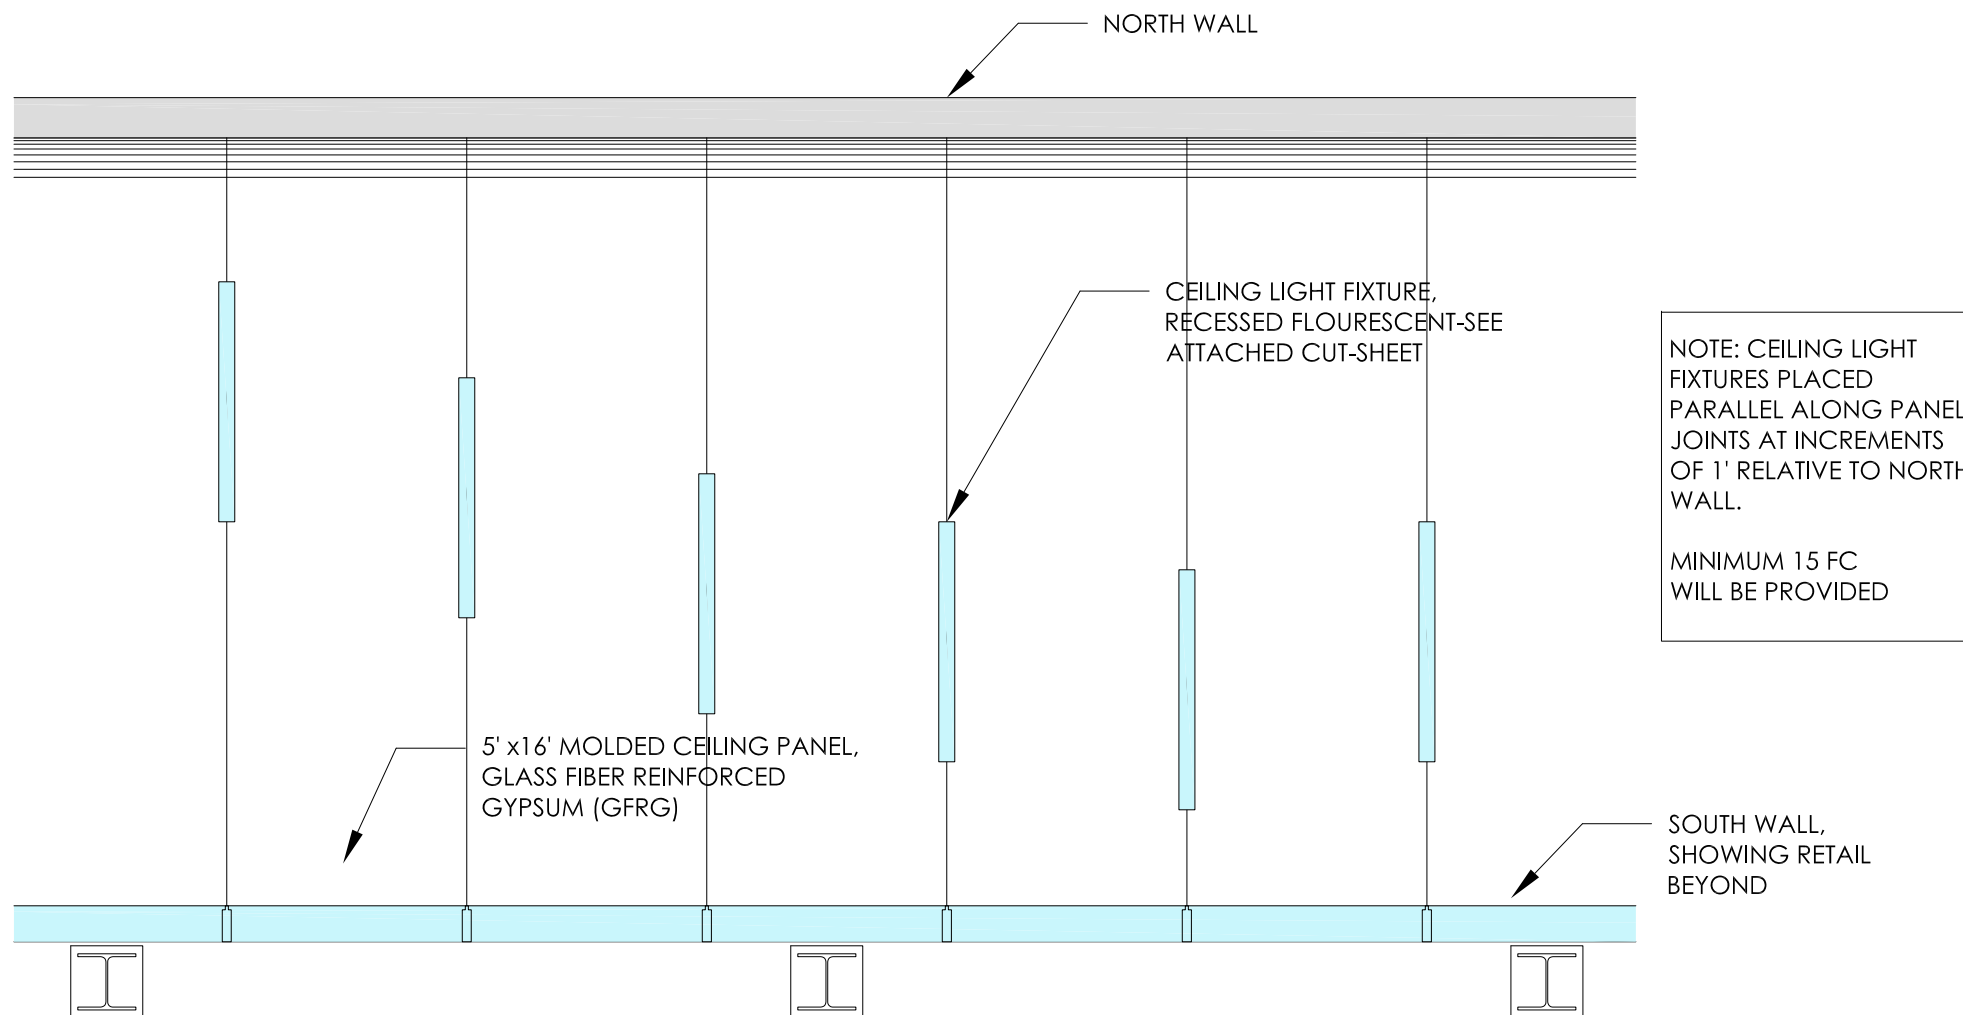 NORTH WALL
CEILING LIGHT FIXTURE,
RECESSED FLOURESCENT-SEE
ATTACHED CUT-SHEET
NOTE: CEILING LIGHT
FIXTURES PLACED
PARALLEL ALONG PANEL
JOINTS AT INCREMENTS
OF 1' RELATIVE TO NORTH
WALL.
MINIMUM 15 FC
WILL BE PROVIDED
5' x16' MOLDED CEILING PANEL,
GLASS FIBER REINFORCED
GYPSUM (GFRG)
SOUTH WALL,
SHOWING RETAIL
BEYOND